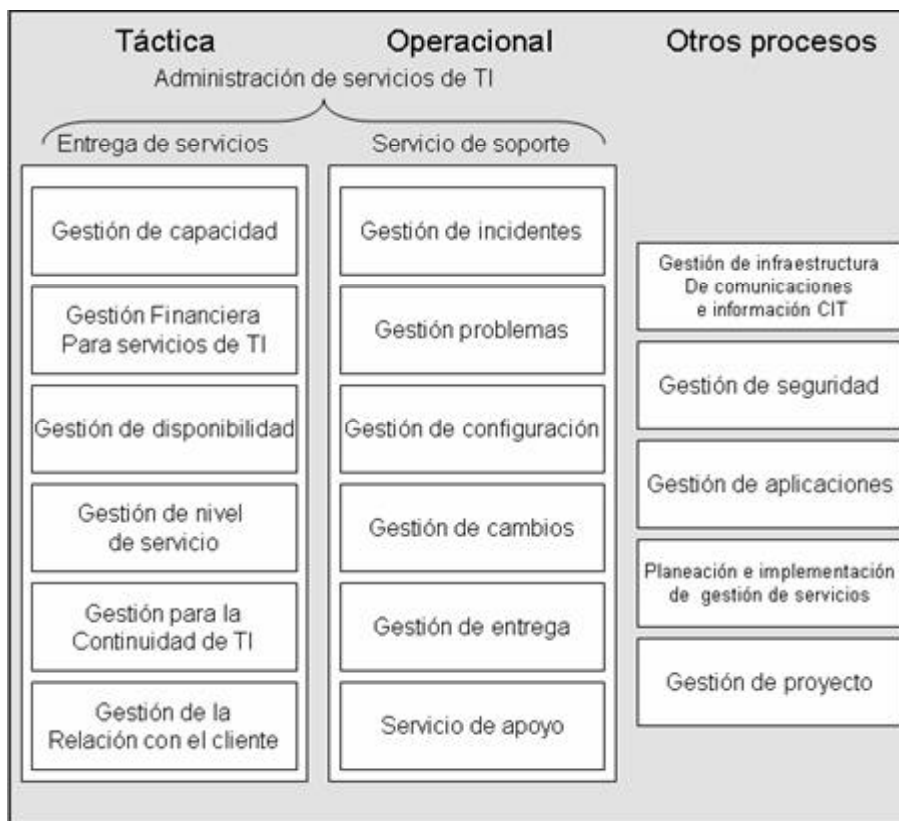 Táctica
Operacional
Otros procesos
Administración de servicios de TI
Entrega de servicios
Servicio de soporte
Gestión de capacidad
Gestión Financiera
Para servicios de TI
Gestión de disponibilidad
Gestión de nivel
de servicio
Gestión para la
Continuidad de TI
Gestión de la
Relación con el cliente
Gestión de incidentes
Gestión problemas
Gestión de configuración
Gestión de cambios
Gestión de entrega
Servicio de apoyo
Gestión de infraestructura
De comunicaciones
e información CIT
Gestión de seguridad
Gestión de aplicaciones
Planeación e implementación
de gestión de servicios
Gestión de proyecto